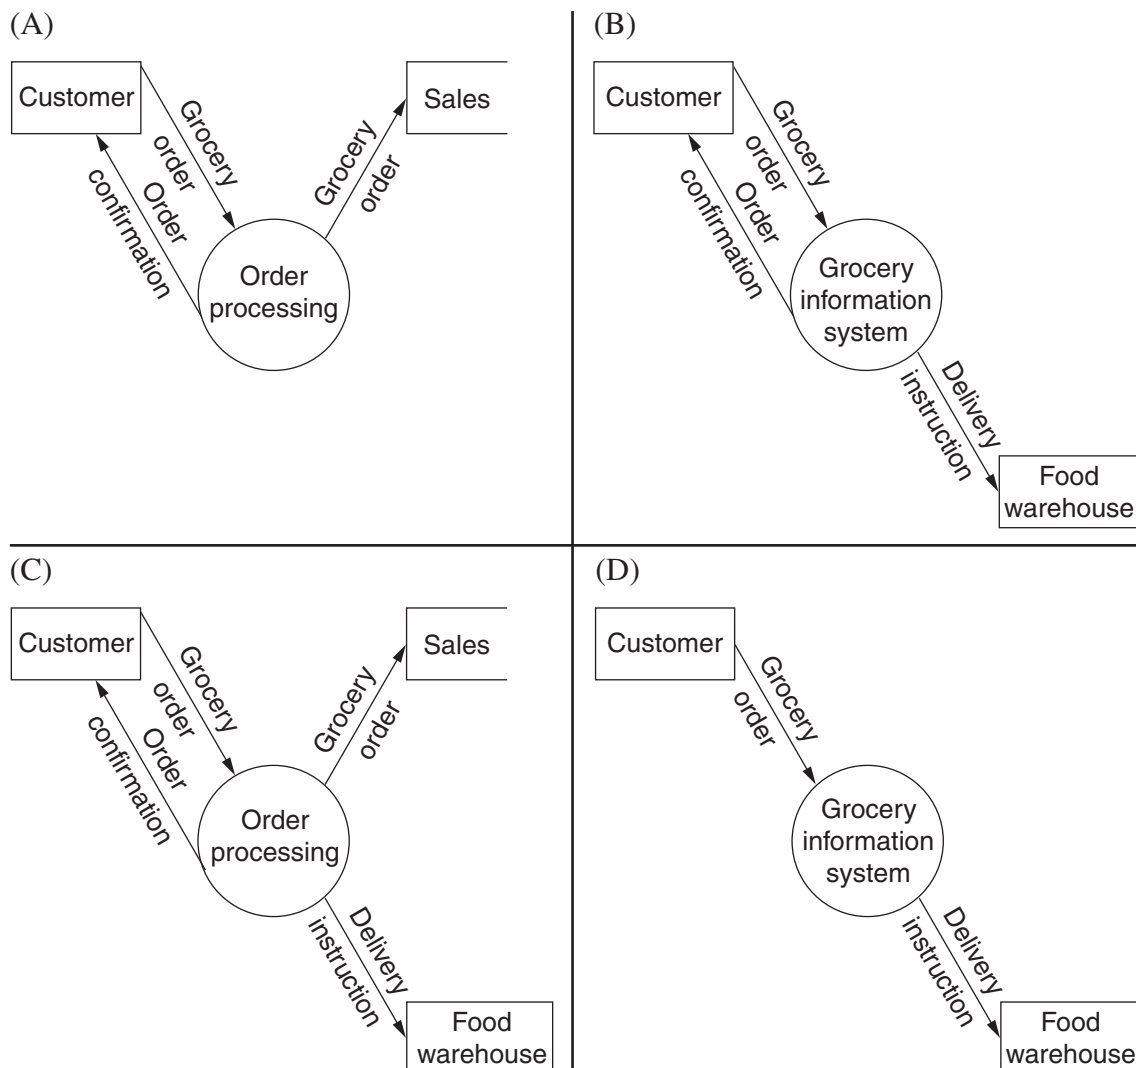 (A)
Customer
Grocery
order
Order
confirmation
Sales
Grocery
order
Order
processing
(B)
Customer
Grocery
order
Order
confirmation
Grocery
information
system
Delivery
instruction
Food
warehouse
(C)
Customer
Grocery
order
Order
confirmation
Sales
Grocery
order
Order
processing
Delivery
instruction
Food
warehouse
(D)
Customer
Grocery
order
Grocery
information
system
Delivery
instruction
Food
warehouse